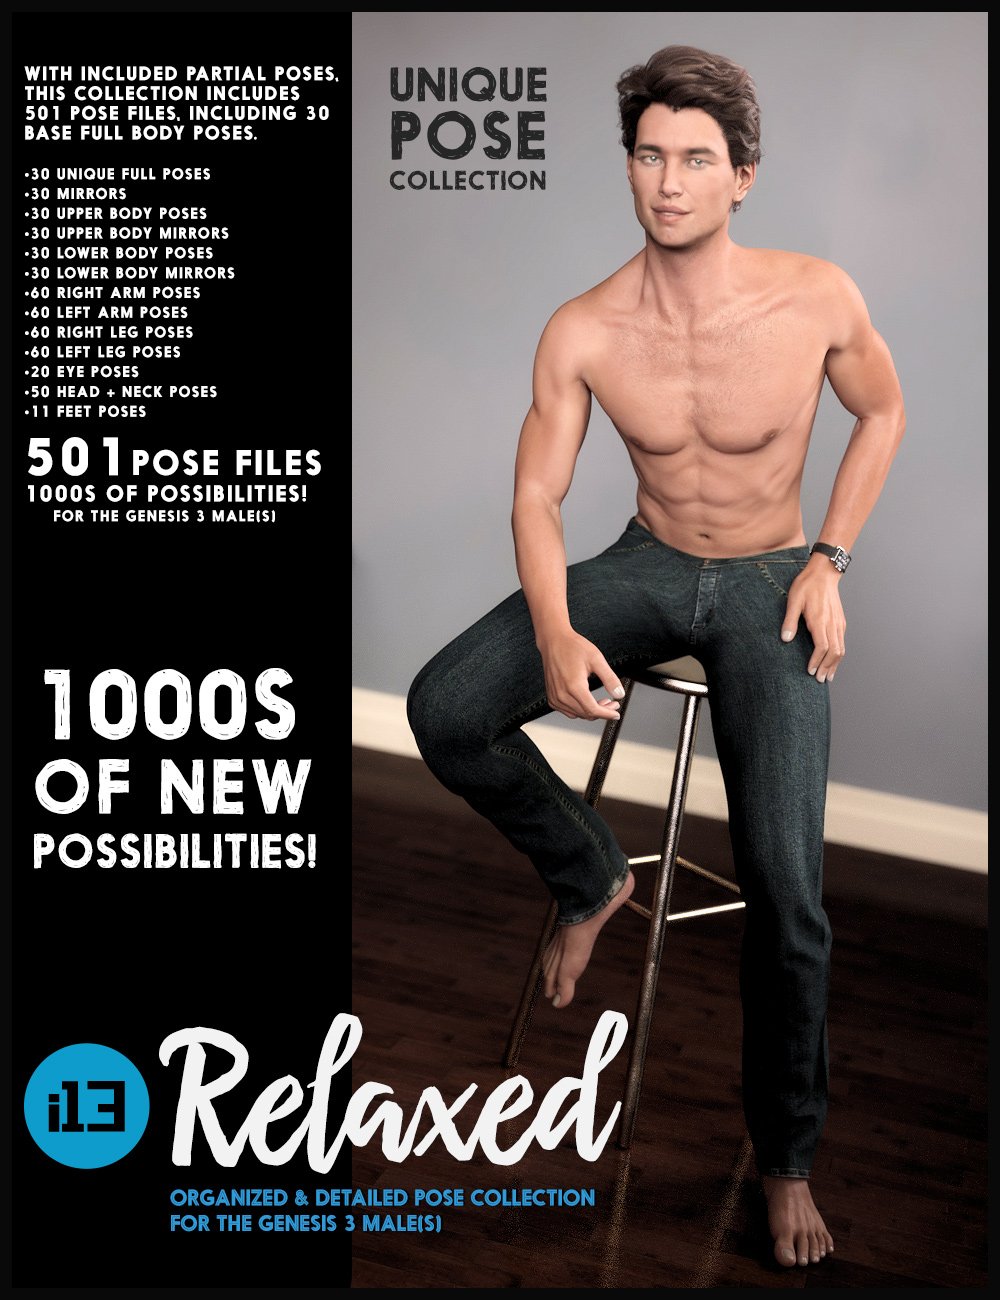 WITH INCLUDED PARTIAL POSES,
THIS COLLECTION INCLUDES
501 POSE FILES, INCLUDING 30
BASE FULL BODY POSES.
•30 UNIQUE FULL POSES
•30 MIRRORS
•30 UPPER BODY POSES
•30 UPPER BODY MIRRORS
•30 LOWER BODY POSES
•30 LOWER BODY MIRRORS
•60 RIGHT ARM POSES
•60 LEFT ARM POSES
•60 RIGHT LEG POSES
•60 LEFT LEG POSES
•20 EYE POSES
•50 HEAD + NECK POSES
•11 FEET POSES
501 POSE FILES
1000S OF POSSIBILITIES!
FOR THE GENESIS 3 MALE(S)
UNIQUE
POSE
COLLECTION
1000S
OF NEW
POSSIBILITIES!
i13
Relaxed
ORGANIZED & DETAILED POSE COLLECTION
FOR THE GENESIS 3 MALE(S)